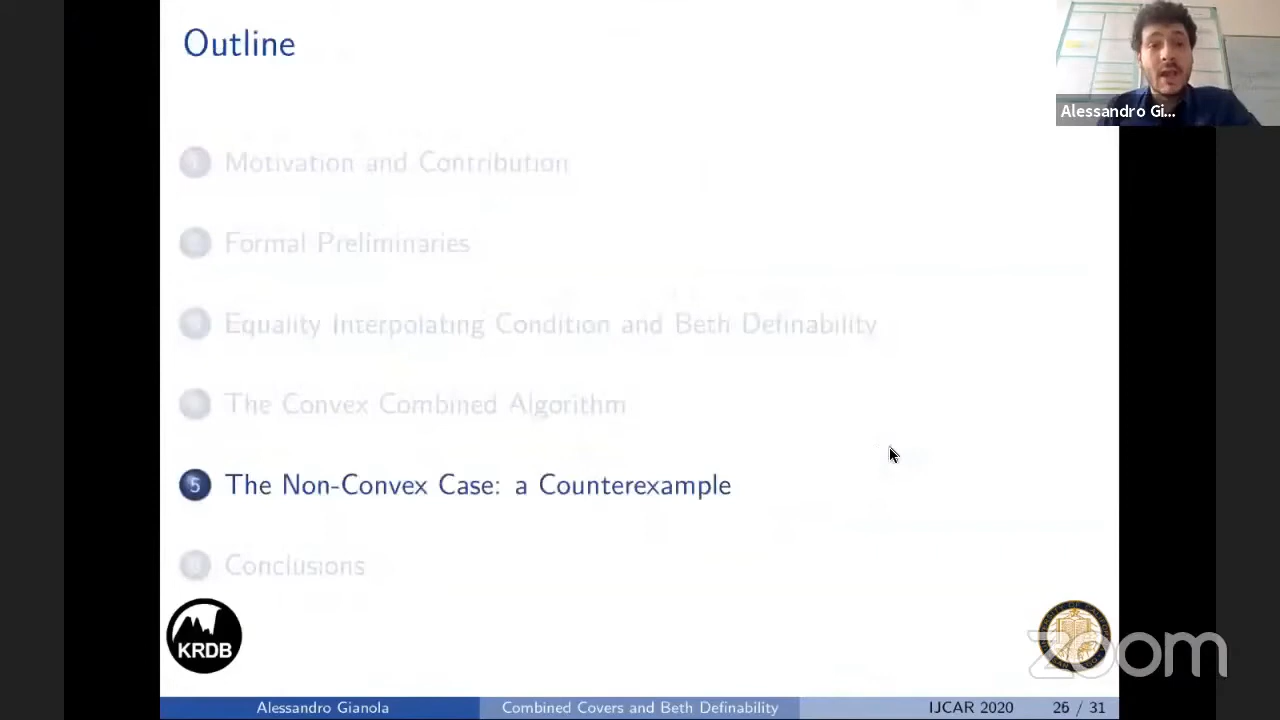 Outline
Alessandro Gi...
1 Motivation and Contribution
2 Formal Preliminaries
Equality Interpolating Condition and Beth Definability
The Convex Combined Algorithm
5 The Non-Convex Case: a Counterexample
Conclusions
KRDB
zoom
Alessandro Gianola
Combined Covers and Beth Definability
IJCAR 2020
26 / 31